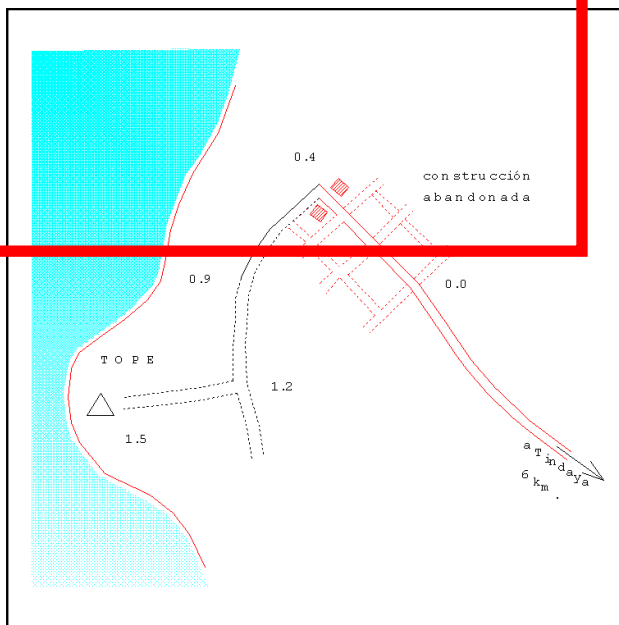 0.4
construcción
abandonada
0.9
0.0
TOPE
1.2
1.5
a Tindaya
6 km.